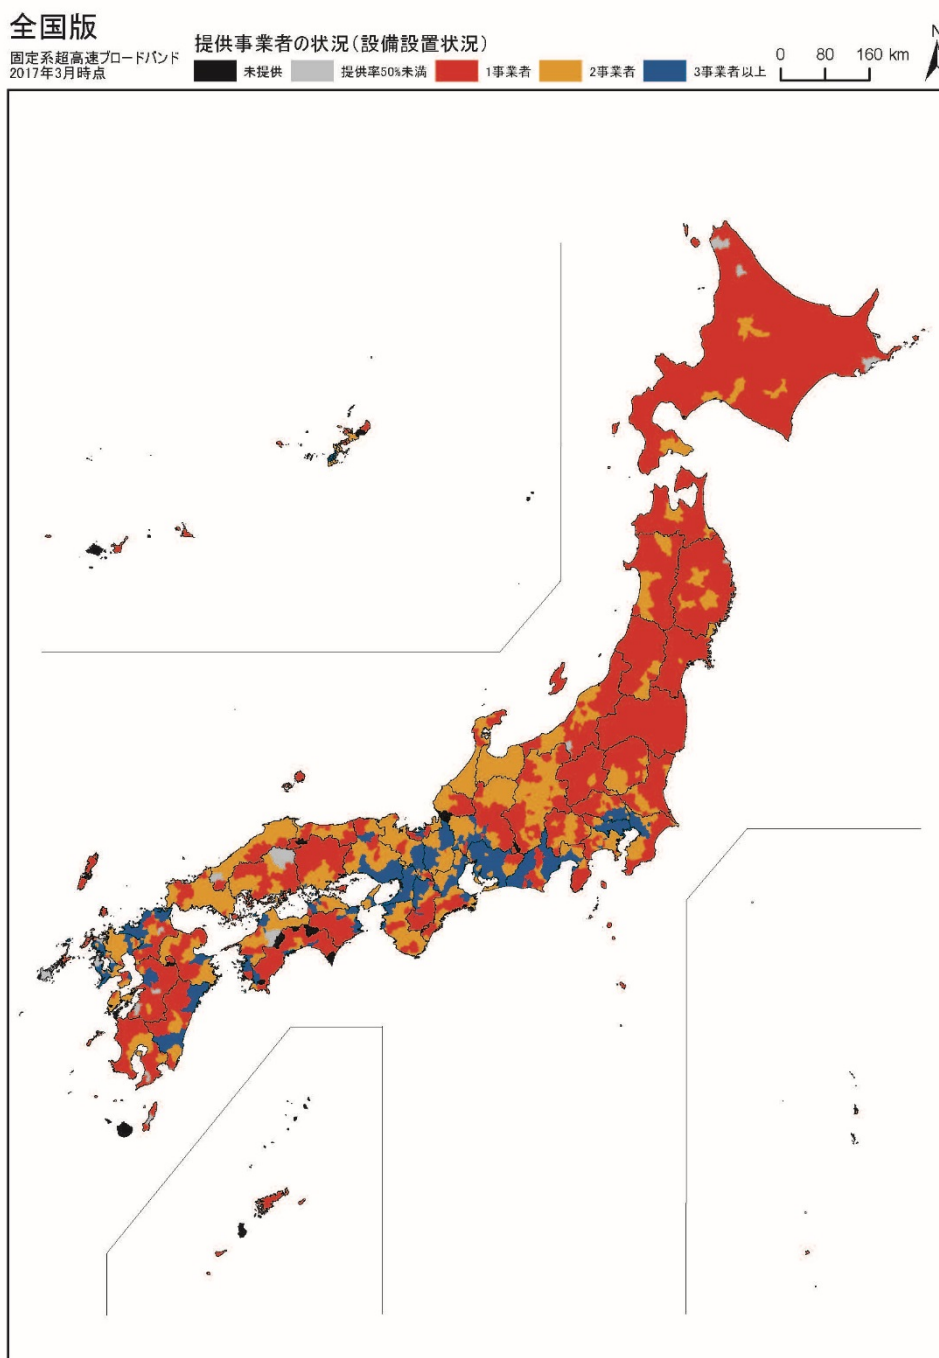 全国版
固定系超高速ブロードバンド
2017年3月時点
提供事業者の状況(設備設置状況)
未提供 提供率50%未満 1事業者 2事業者 3事業者以上
0 80 160 km
N